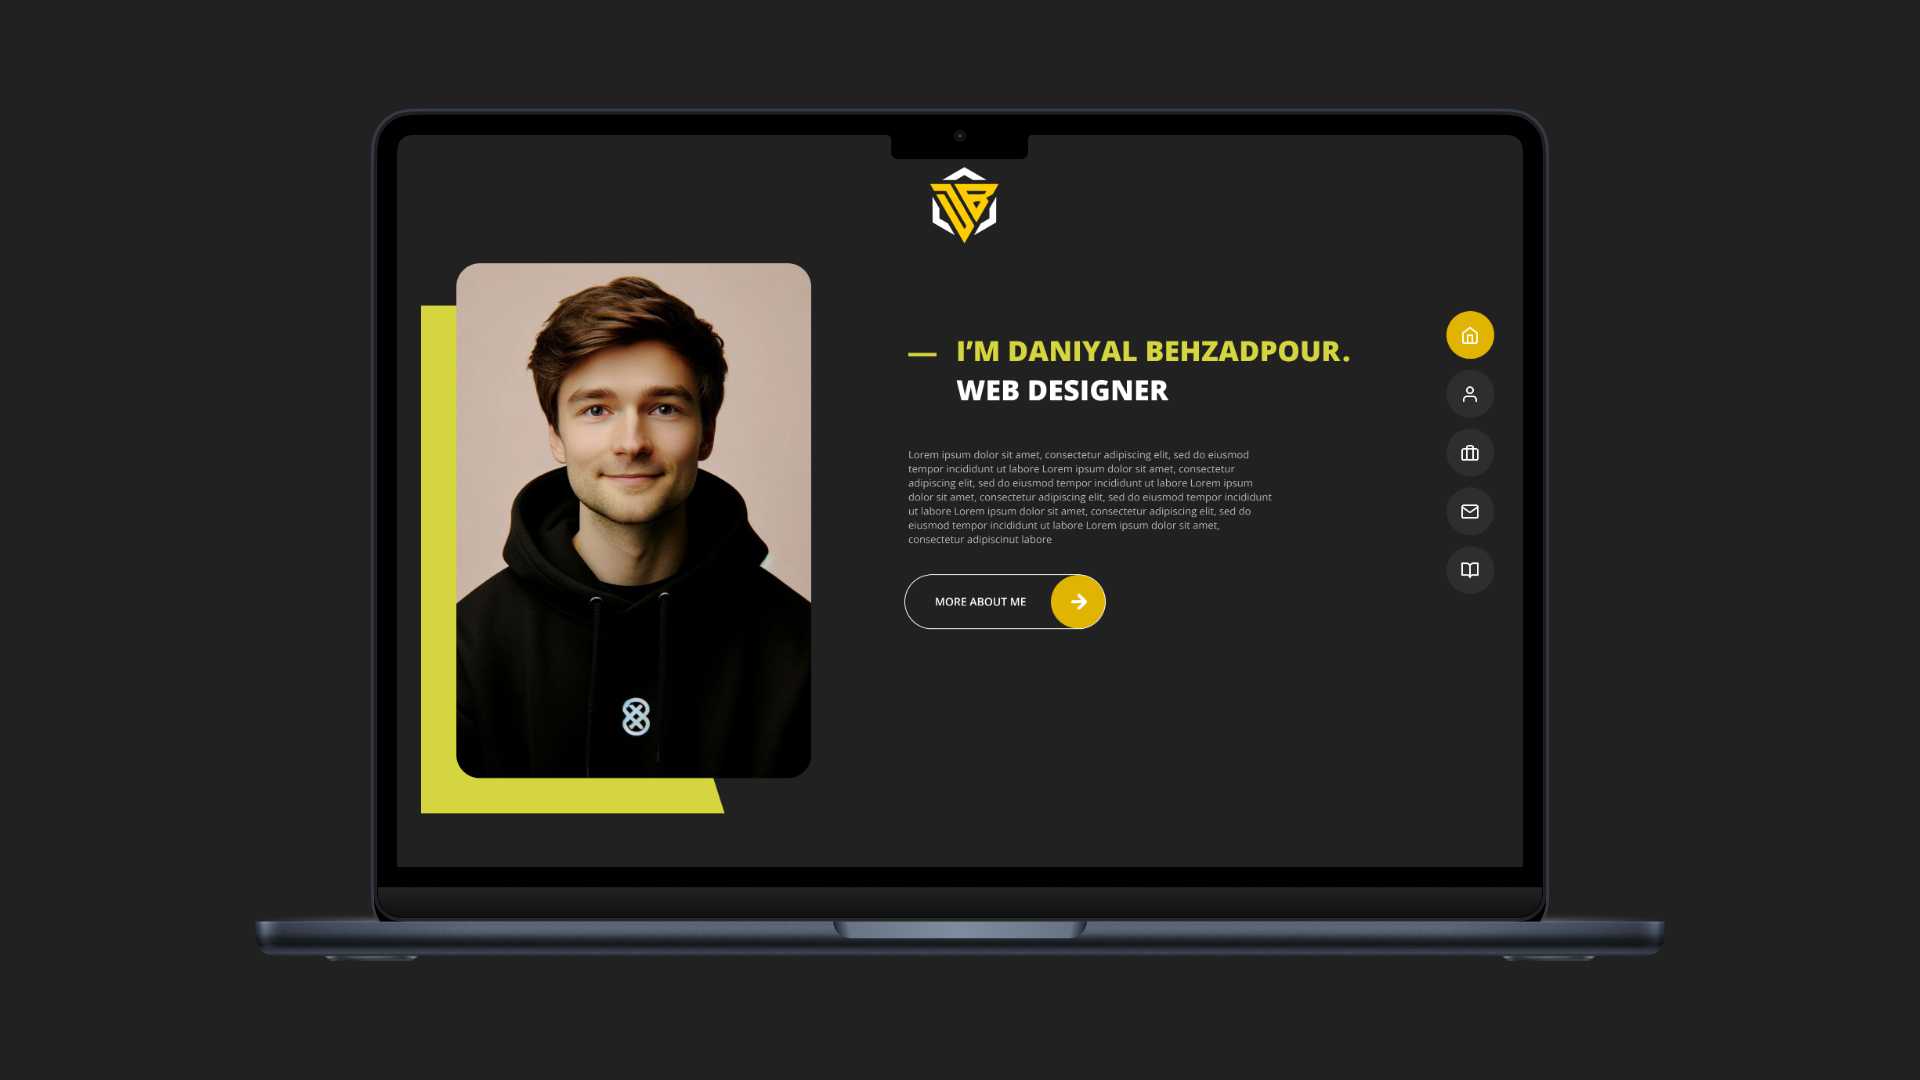 I’M DANIYAL BEHZADPOUR.
WEB DESIGNER
Lorem ipsum dolor sit amet, consectetur adipiscing elit, sed do eiusmod
tempor incididunt ut labore Lorem ipsum dolor sit amet, consectetur
adipiscing elit, sed do eiusmod tempor incididunt ut labore Lorem ipsum
dolor sit amet, consectetur adipiscing elit, sed do eiusmod tempor incididunt
ut labore Lorem ipsum dolor sit amet, consectetur adipiscing elit, sed do
eiusmod tempor incididunt ut labore Lorem ipsum dolor sit amet,
consectetur adipiscinut labore
MORE ABOUT ME